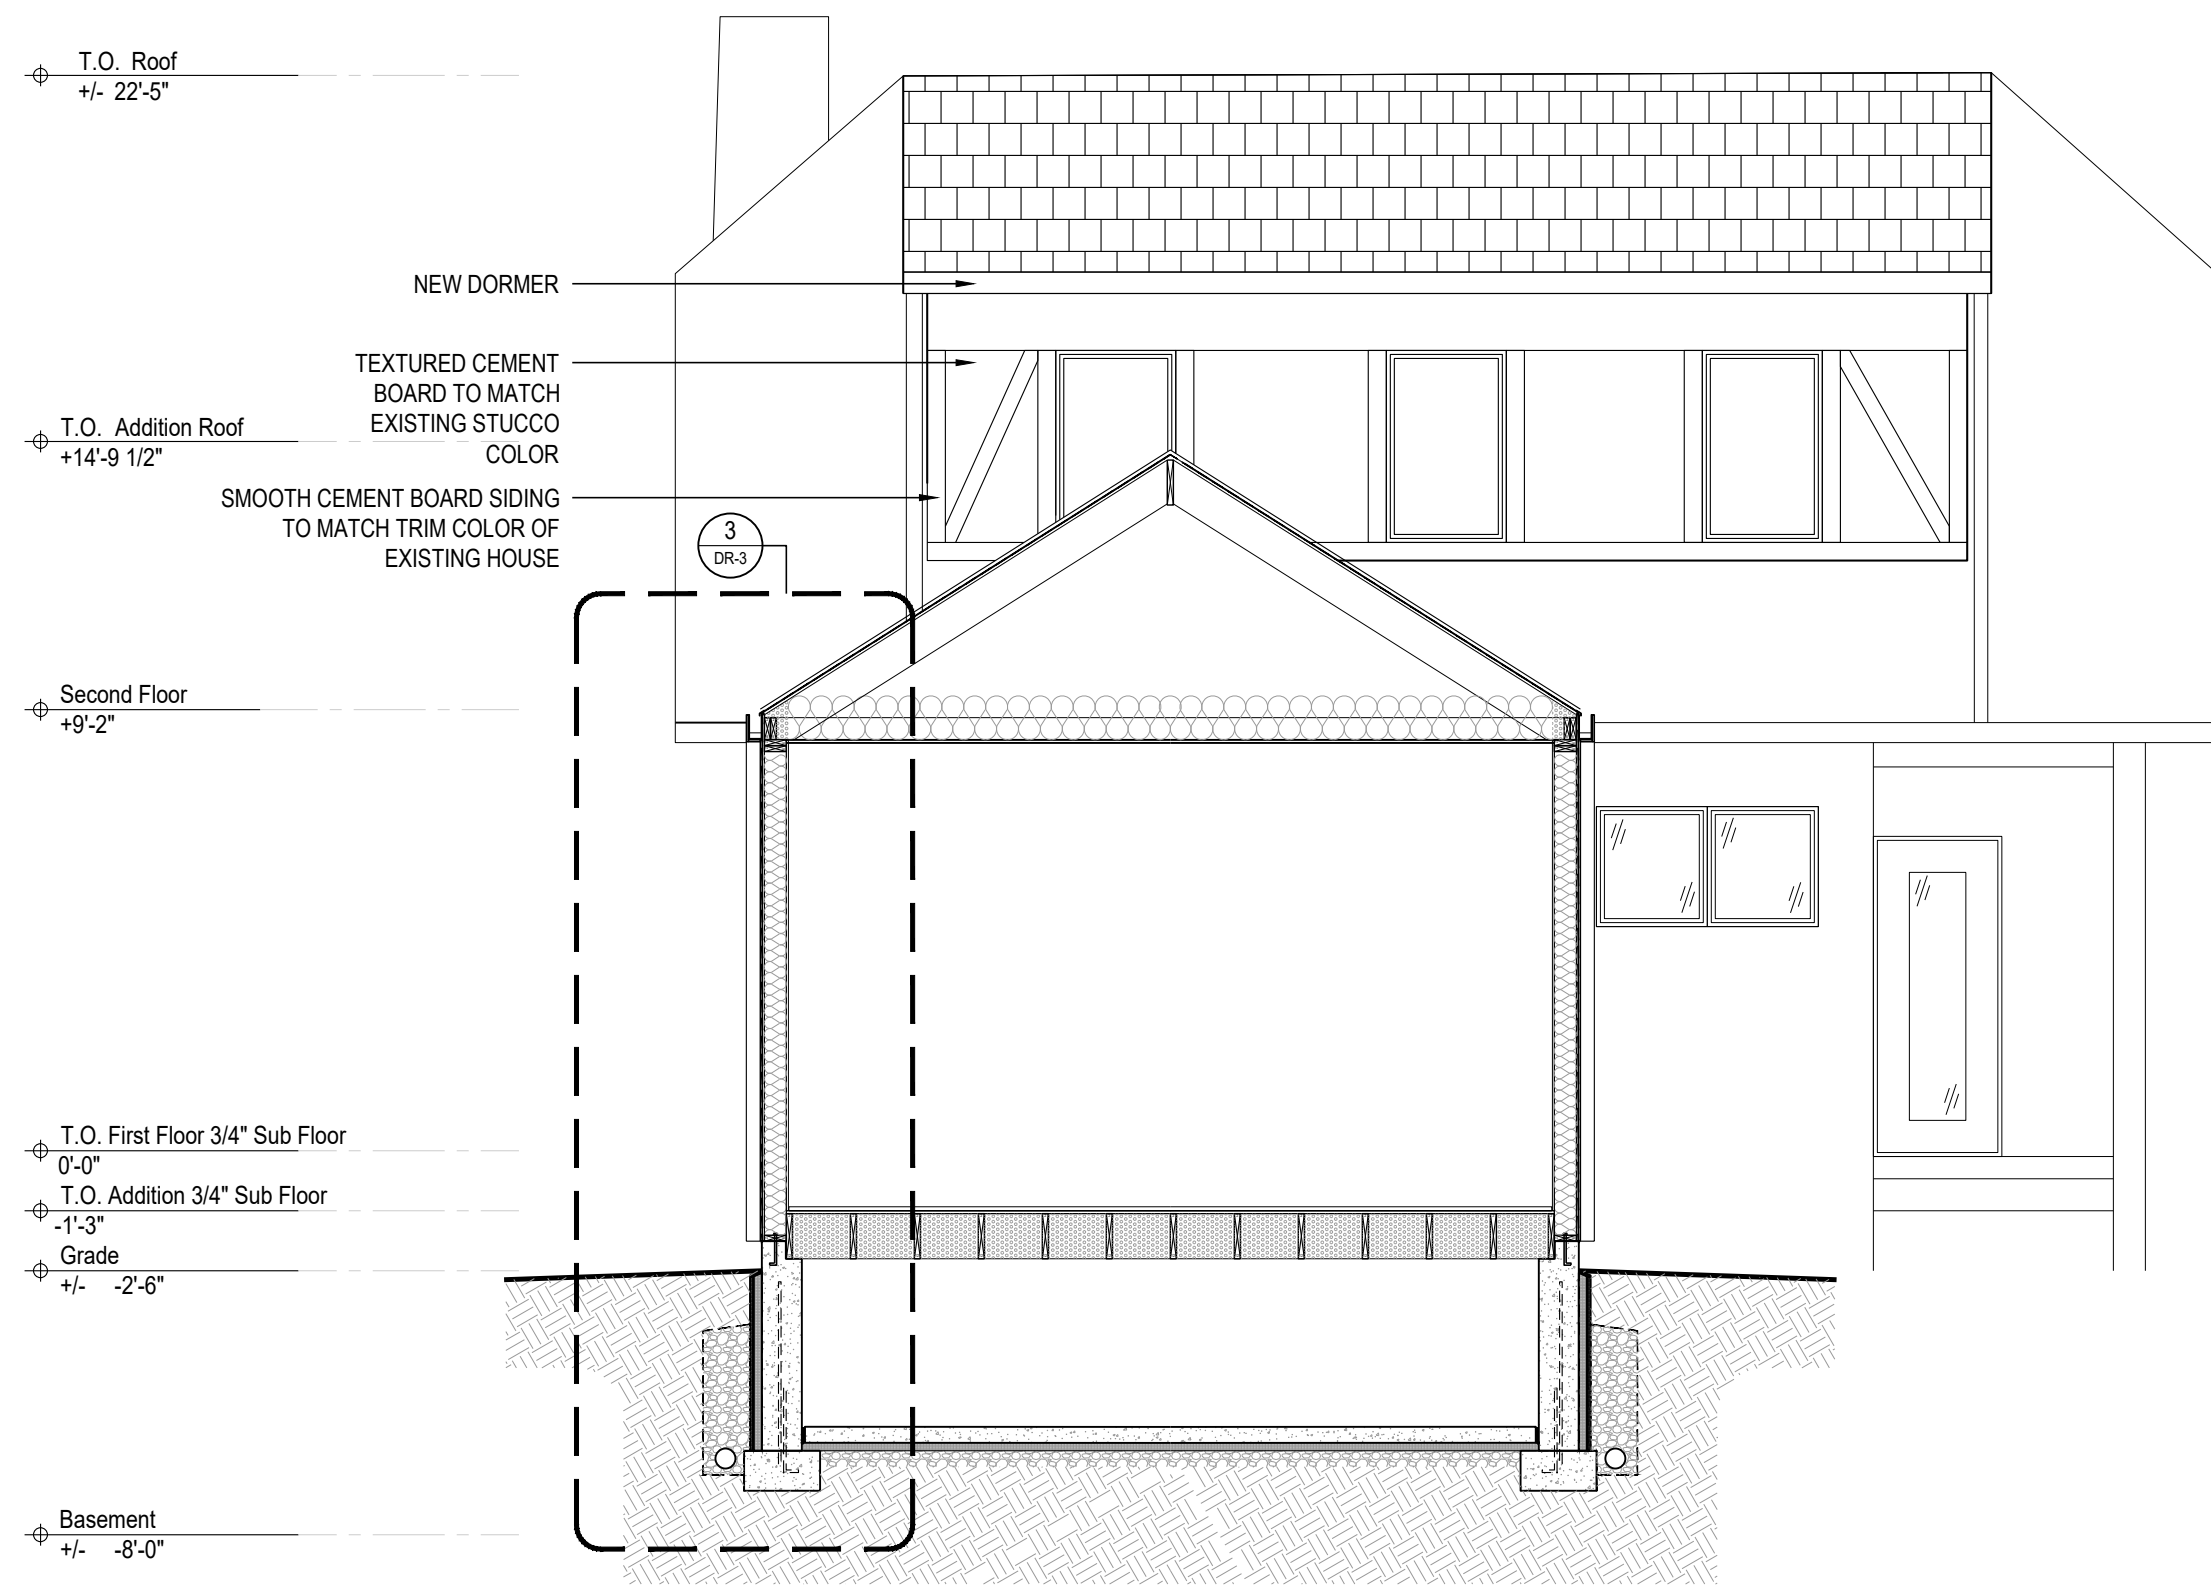 T.O.  Roof
+/-  22'-5"
NEW DORMER
TEXTURED CEMENT
BOARD TO MATCH
EXISTING STUCCO
COLOR
T.O.  Addition Roof
+14'-9 1/2"
SMOOTH CEMENT BOARD SIDING
TO MATCH TRIM COLOR OF
EXISTING HOUSE
3
DR-3
Second Floor
+9'-2"
T.O. First Floor 3/4" Sub Floor
0'-0"
T.O. Addition 3/4" Sub Floor
-1'-3"
Grade
+/-    -2'-6"
Basement
+/-    -8'-0"